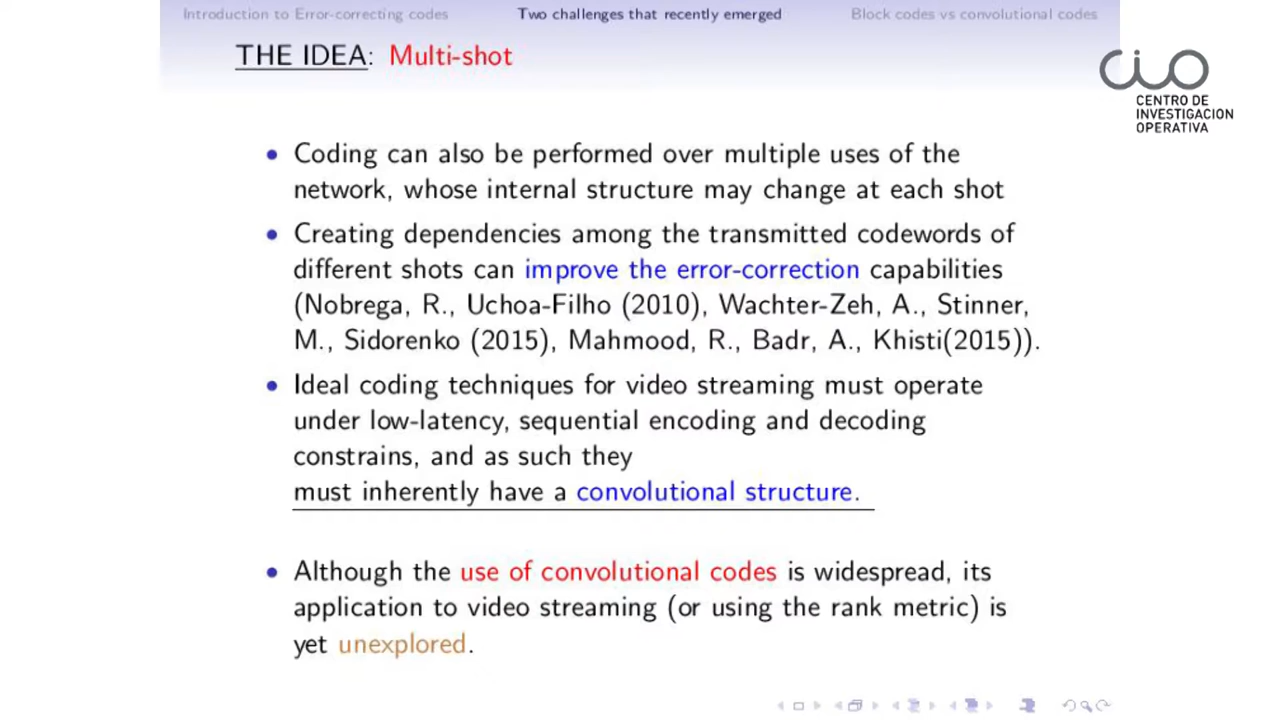 Introduction to Error-correcting codes Two challenges that recently emerged Block codes vs convolutional codes
THE IDEA: Multi-shot
CIO
CENTRO DE
INVESTIGACION
OPERATIVA
• Coding can also be performed over multiple uses of the
network, whose internal structure may change at each shot
• Creating dependencies among the transmitted codewords of
different shots can improve the error-correction capabilities
(Nobrega, R., Uchoa-Filho (2010), Wachter-Zeh, A., Stinner,
M., Sidorenko (2015), Mahmood, R., Badr, A., Khisti(2015)).
• Ideal coding techniques for video streaming must operate
under low-latency, sequential encoding and decoding
constrains, and as such they
must inherently have a convolutional structure.
• Although the use of convolutional codes is widespread, its
application to video streaming (or using the rank metric) is
yet unexplored.